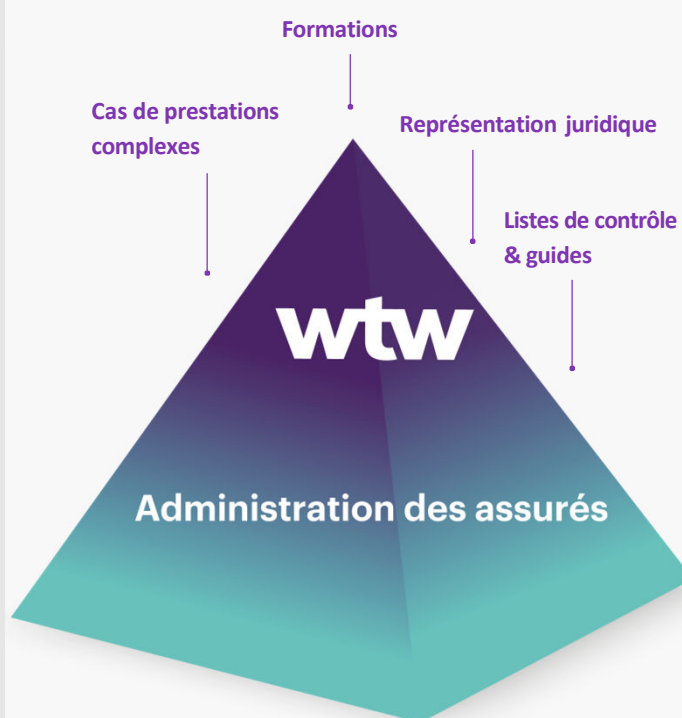 Formations
Cas de prestations
complexes
Représentation juridique
Listes de contrôle
& guides
wtw
Administration des assurés